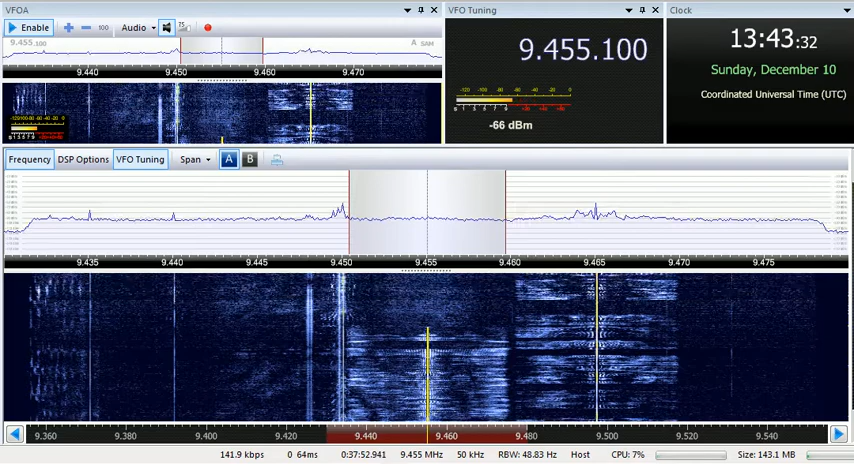 VFOA
Enable 100 Audio 75
9.455.100 A SAM
9.440 9.450 9.460 9.470
VFO Tuning
9.455.100
-66 dBm
Clock
13:43:32
Sunday, December 10
Coordinated Universal Time (UTC)
Frequency DSP Options VFO Tuning Span A B
9.435 9.440 9.445 9.450 9.455 9.460 9.465 9.470 9.475
9.360 9.380 9.400 9.420 9.440 9.460 9.480 9.500 9.520 9.540
141.9 kbps 0 64ms 0:37:52.941 9.455 MHz 50 kHz RBW: 48.83 Hz Host CPU: 7% Size: 143.1 MB